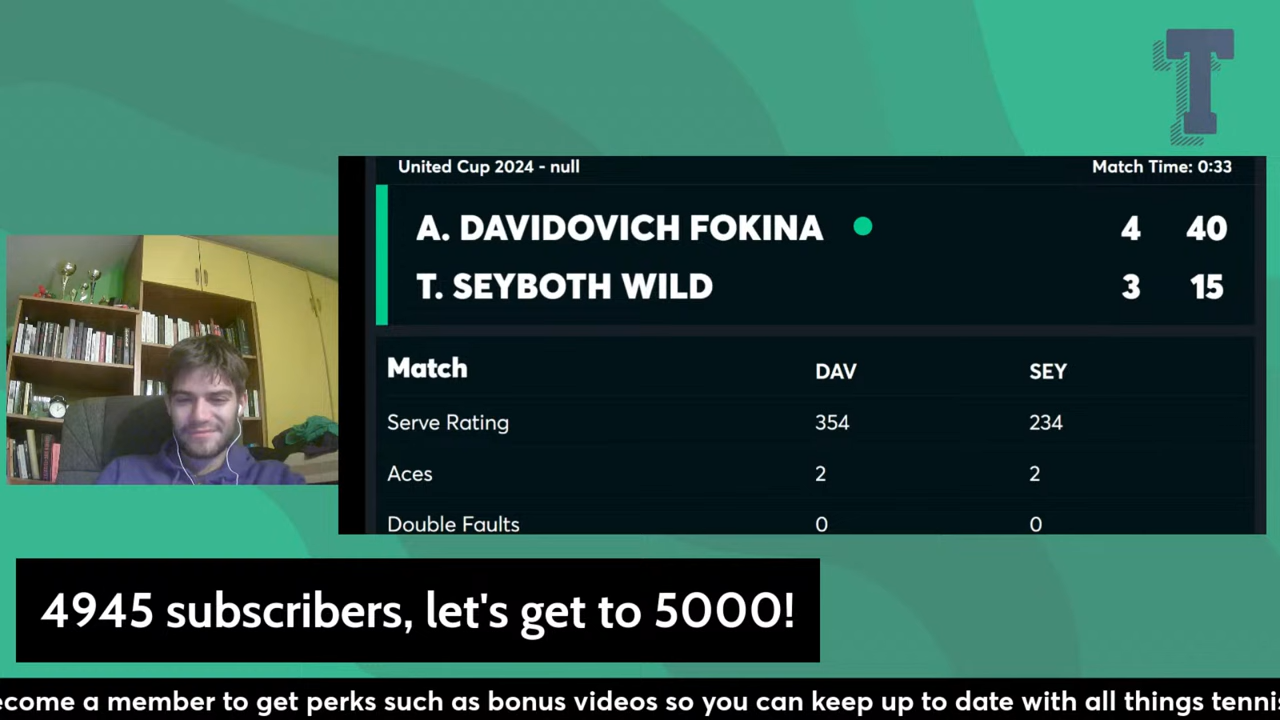 T
United Cup 2024 - null Match Time: 0:33
A. DAVIDOVICH FOKINA 4 40
T. SEYBOTH WILD 3 15
Match DAV SEY
Serve Rating 354 234
Aces 2 2
Double Faults 0 0
4945 subscribers, let's get to 5000!
ecome a member to get perks such as bonus videos so you can keep up to date with all things tennis